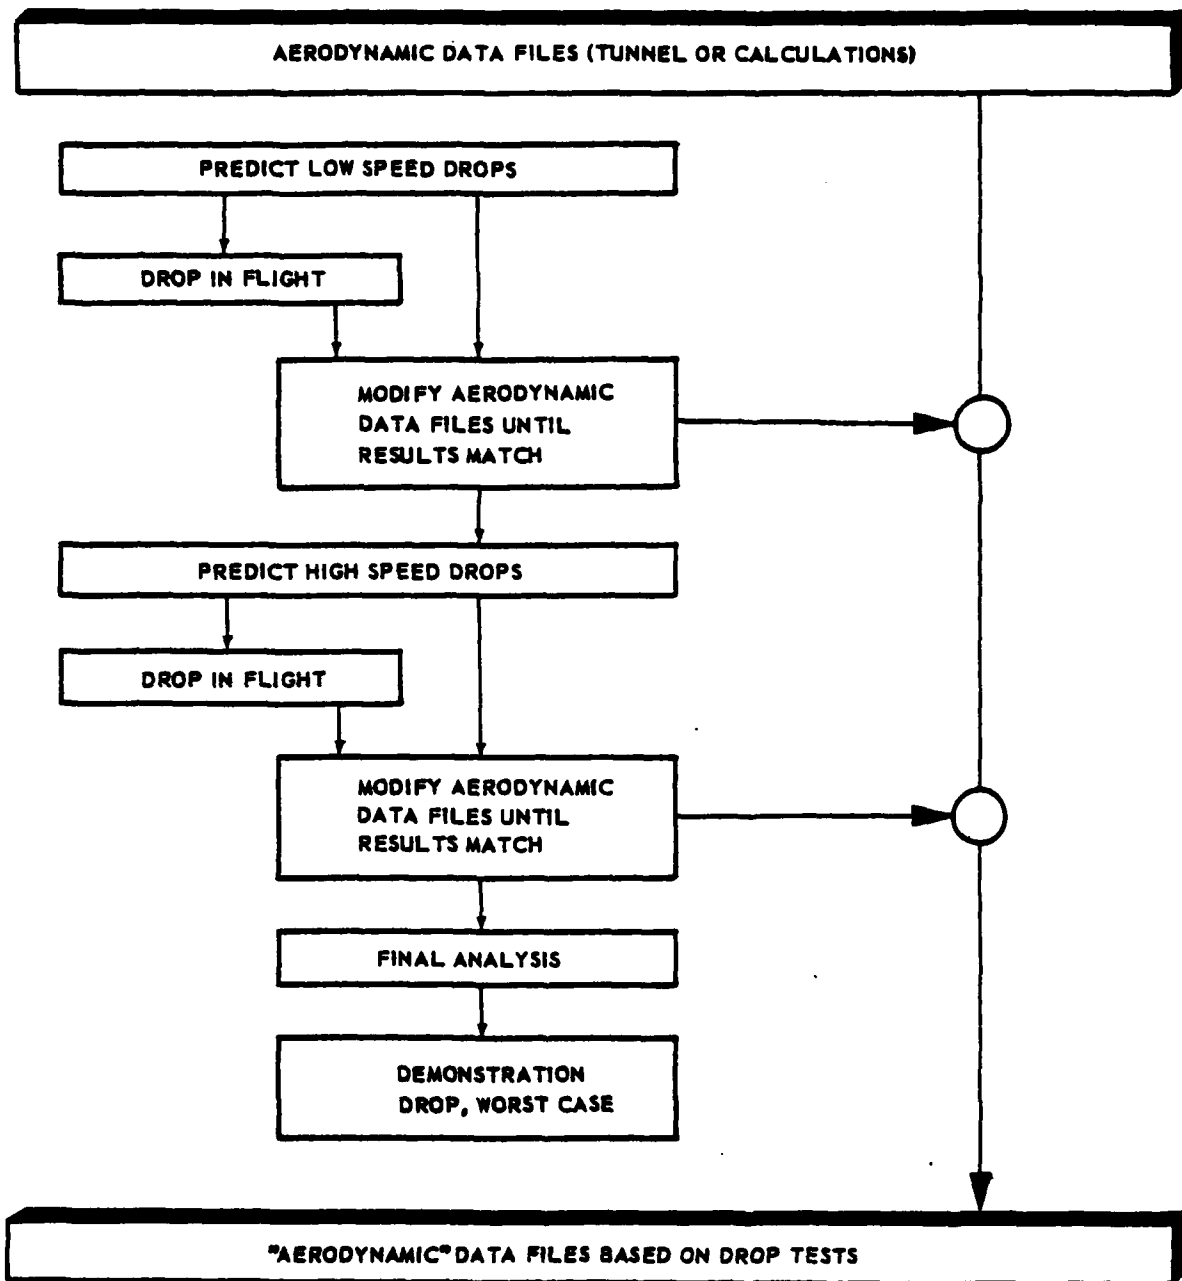 AERODYNAMIC DATA FILES (TUNNEL OR CALCULATIONS)
PREDICT LOW SPEED DROPS
DROP IN FLIGHT
MODIFY AERODYNAMIC
DATA FILES UNTIL
RESULTS MATCH
PREDICT HIGH SPEED DROPS
DROP IN FLIGHT
MODIFY AERODYNAMIC
DATA FILES UNTIL
RESULTS MATCH
FINAL ANALYSIS
DEMONSTRATION
DROP, WORST CASE
"AERODYNAMIC" DATA FILES BASED ON DROP TESTS